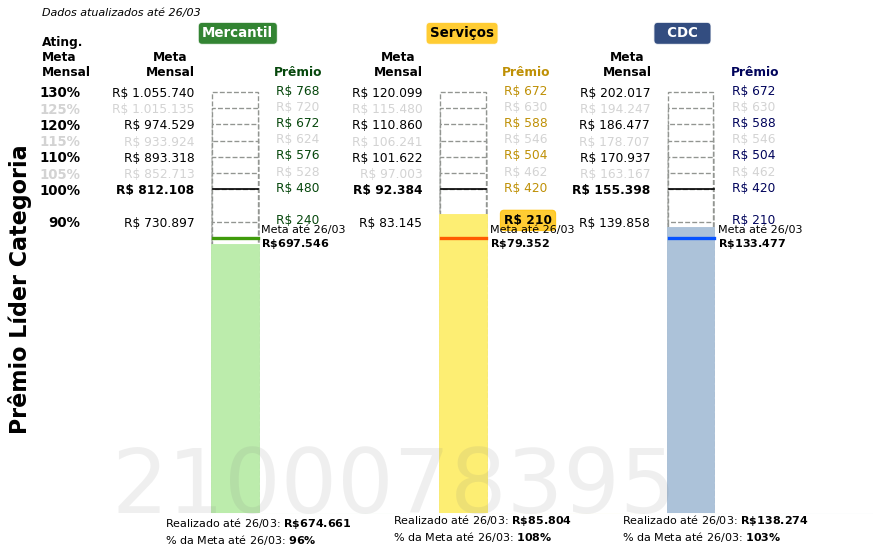 Dados atualizados até 26/03
Mercantil Serviços CDC
Ating. Meta Mensal
Meta Mensal Prêmio Meta Mensal Prêmio Meta Mensal Prêmio
130% R$ 1.055.740 R$ 768 R$ 120.099 R$ 672 R$ 202.017 R$ 672
125% R$ 1.015.135 R$ 720 R$ 115.480 R$ 630 R$ 194.247 R$ 630
120% R$ 974.529 R$ 672 R$ 110.860 R$ 588 R$ 186.477 R$ 588
115% R$ 933.924 R$ 624 R$ 106.241 R$ 546 R$ 178.707 R$ 546
110% R$ 893.318 R$ 576 R$ 101.622 R$ 504 R$ 170.937 R$ 504
105% R$ 852.713 R$ 528 R$ 97.003 R$ 462 R$ 163.167 R$ 462
100% R$ 812.108 R$ 480 R$ 92.384 R$ 420 R$ 155.398 R$ 420
90% R$ 730.897 R$ 240 R$ 83.145 R$ 210 R$ 139.858 R$ 210
Meta até 26/03 Meta até 26/03 Meta até 26/03
R$697.546 R$79.352 R$133.477
Prêmio Líder Categoria
2100078395
Realizado até 26/03: R$674.661 Realizado até 26/03: R$85.804 Realizado até 26/03: R$138.274
% da Meta até 26/03: 96% % da Meta até 26/03: 108% % da Meta até 26/03: 103%